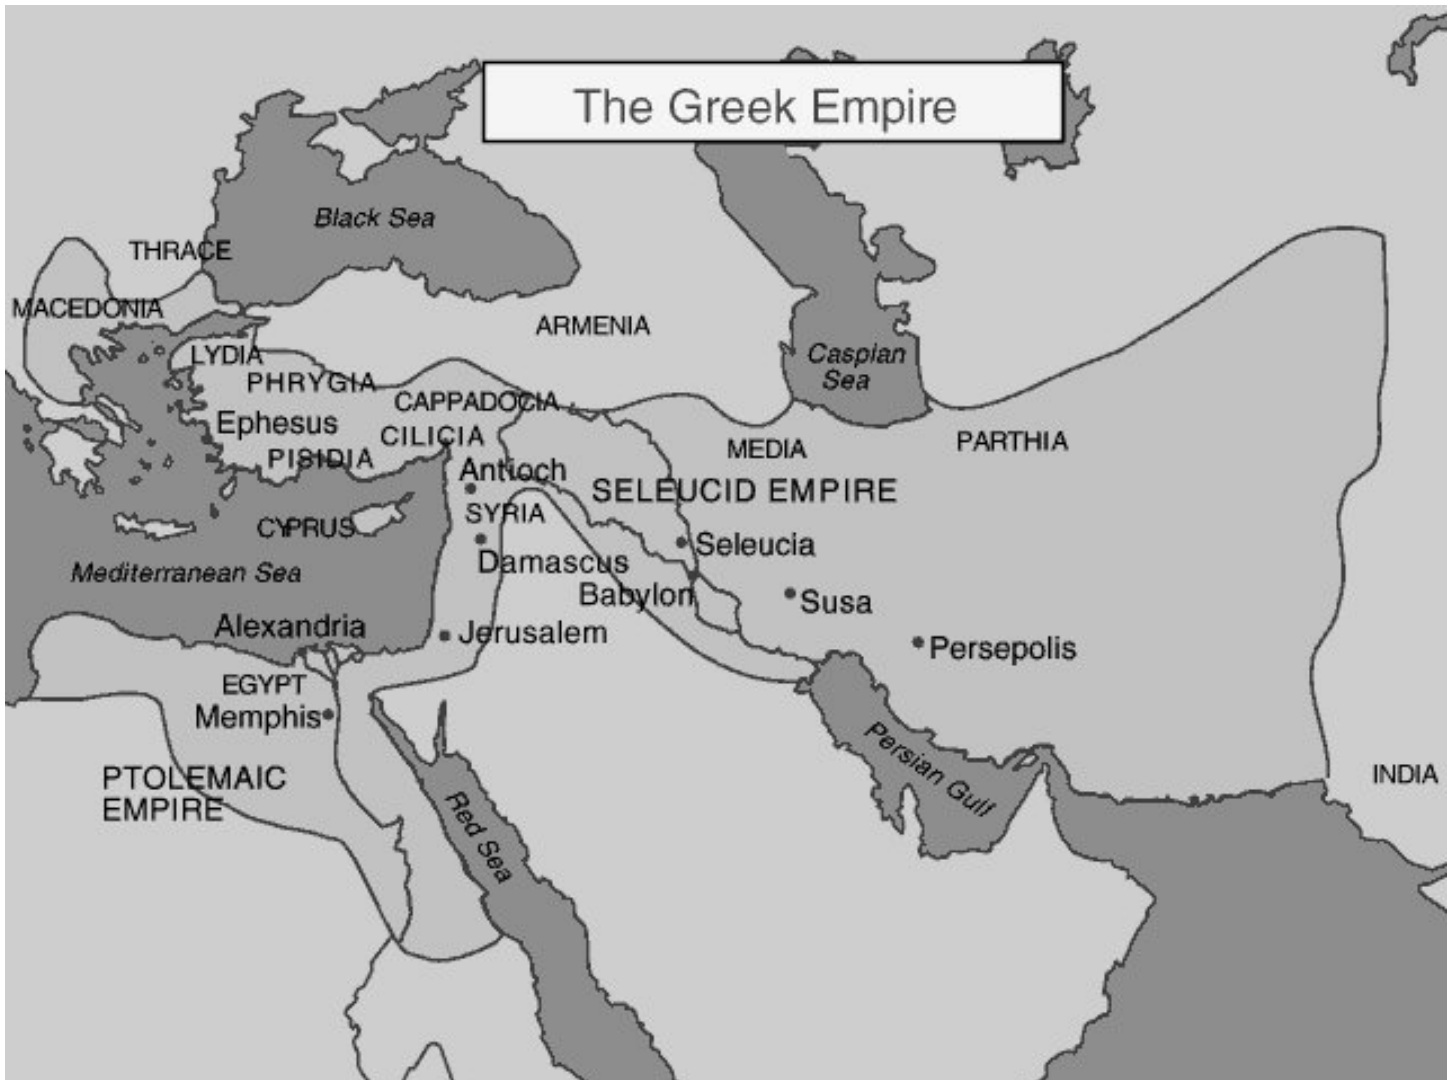 The Greek Empire
Black Sea
THRACE
MACEDONIA
ARMENIA
LYDIA
Caspian
Sea
PHRYGIA
CAPPADOCIA
Ephesus
CILICIA
MEDIA
PARTHIA
PISIDIA
Antioch
SELEUCID EMPIRE
SYRIA
CYPRUS
Seleucia
Damascus
Mediterranean Sea
Babylon
Susa
Alexandria
Jerusalem
Persepolis
EGYPT
Memphis
PTOLEMAIC
EMPIRE
Persian Gulf
INDIA
Red Sea